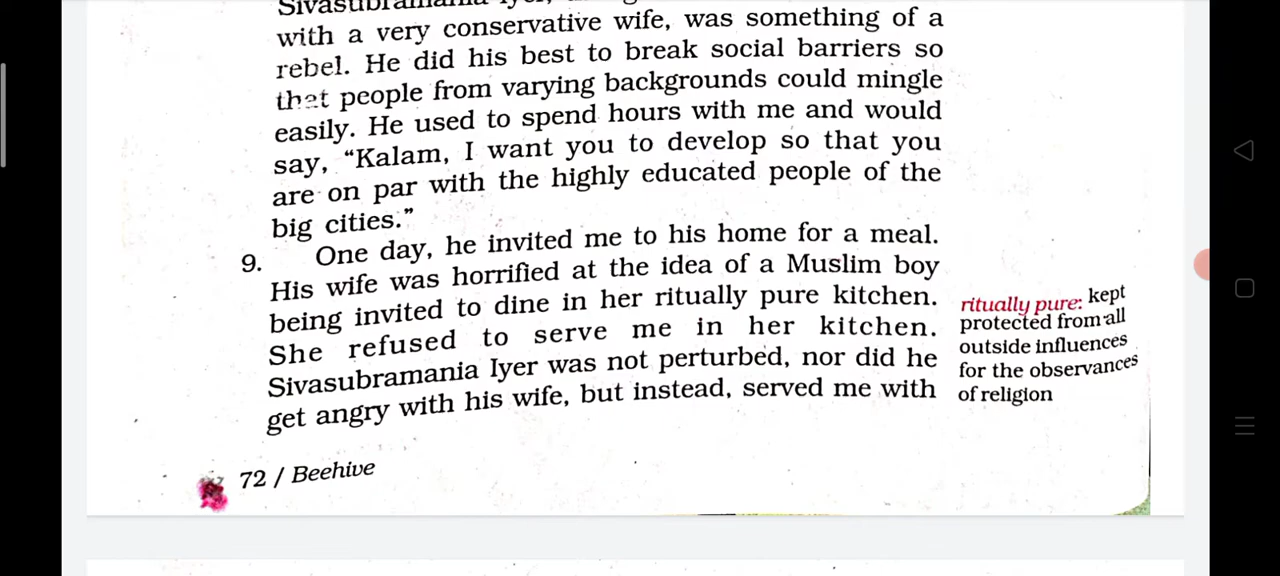 Sivasubramania Iyer,
with a very conservative wife, was something of a
rebel. He did his best to break social barriers so
that people from varying backgrounds could mingle
easily. He used to spend hours with me and would
say, “Kalam, I want you to develop so that you
are on par with the highly educated people of the
big cities.”
9. One day, he invited me to his home for a meal.
His wife was horrified at the idea of a Muslim boy
being invited to dine in her ritually pure kitchen.
She refused to serve me in her kitchen.
Sivasubramania Iyer was not perturbed, nor did he
get angry with his wife, but instead, served me with
ritually pure: kept
protected from all
outside influences
for the observances
of religion
72 / Beehive